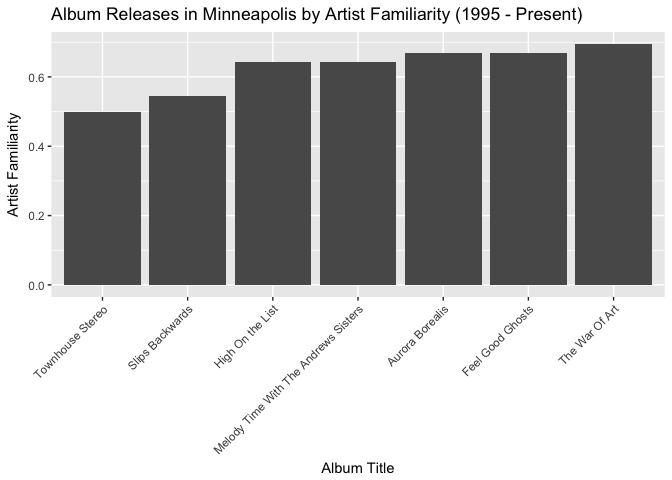 Album Releases in Minneapolis by Artist Familiarity (1995 - Present)
Artist Familiarity
0.6
0.4
0.2
0.0
Townhouse Stereo
Slips Backwards
High On the List
Melody Time With The Andrews Sisters
Aurora Borealis
Feel Good Ghosts
The War Of Art
Album Title